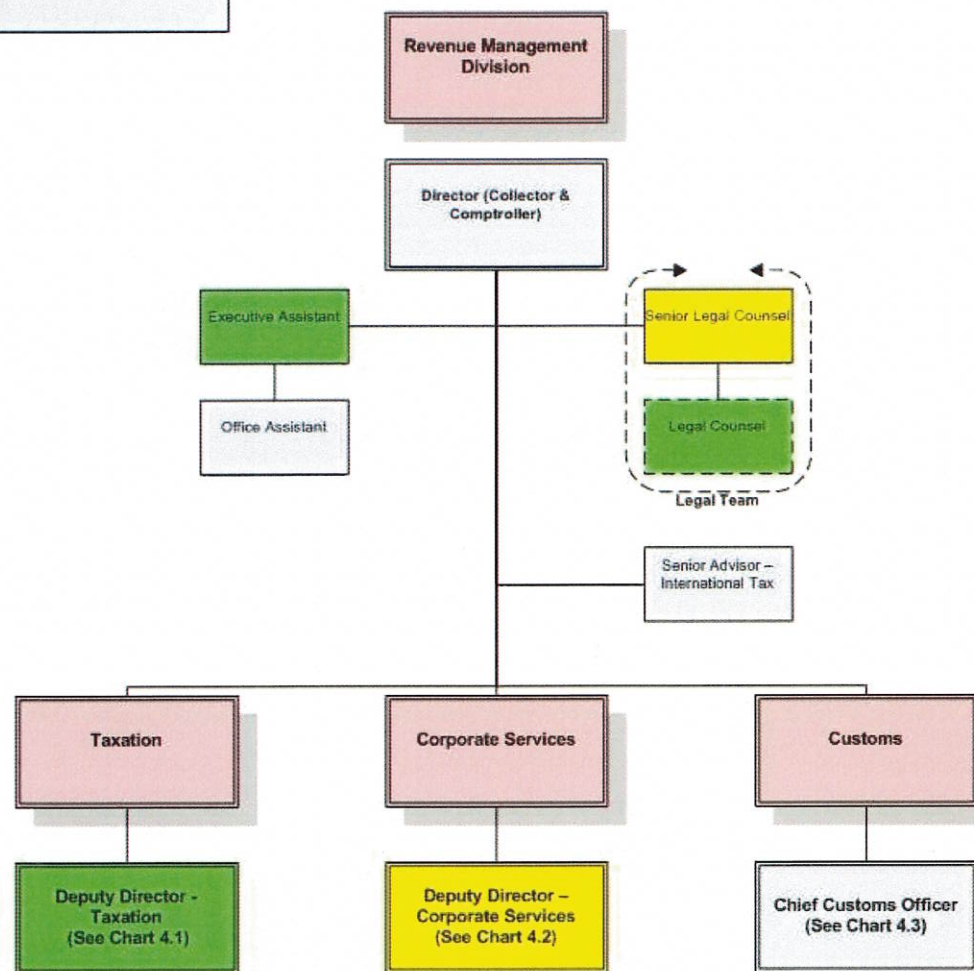 Revenue Management
Division
Director (Collector &
Comptroller)
Executive Assistant
Senior Legal Counsel
Office Assistant
Legal Counsel
Legal Team
Senior Advisor –
International Tax
Taxation
Corporate Services
Customs
Deputy Director -
Taxation
(See Chart 4.1)
Deputy Director –
Corporate Services
(See Chart 4.2)
Chief Customs Officer
(See Chart 4.3)